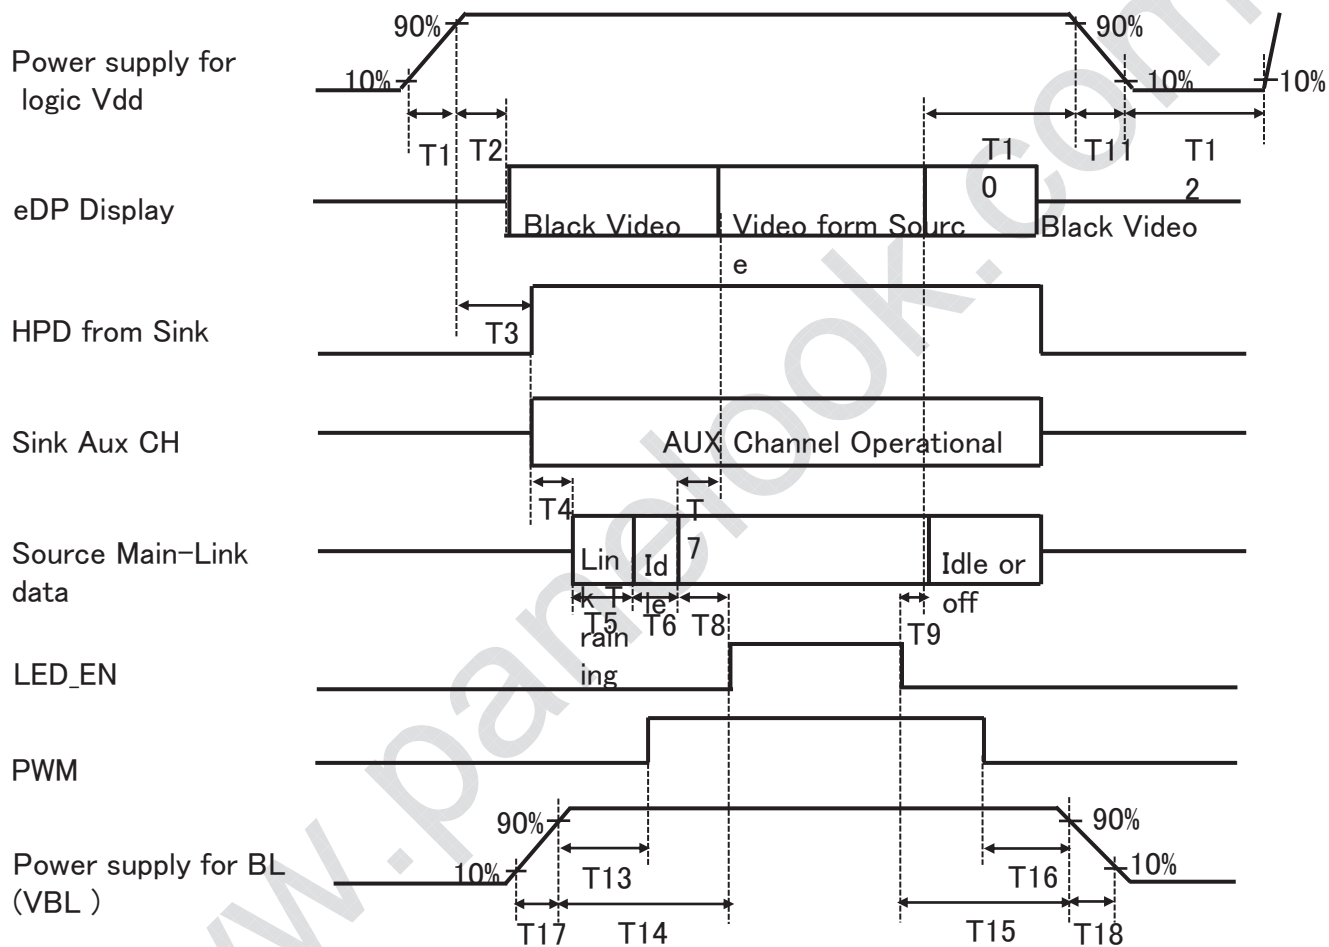 90%
90%
Power supply for
logic Vdd
10%
10%
10%
T1
T2
T1
0
T11
T1
2
eDP Display
Black Video
Video form Sourc
e
Black Video
HPD from Sink
T3
Sink Aux CH
AUX Channel Operational
T4
T
7
Source Main-Link
data
Lin
k T
rain
ing
Id
le
Idle or
off
T5
T6
T8
T9
LED_EN
PWM
90%
90%
Power supply for BL
(VBL )
10%
10%
T13
T16
T17
T14
T15
T18
www.panelook.com